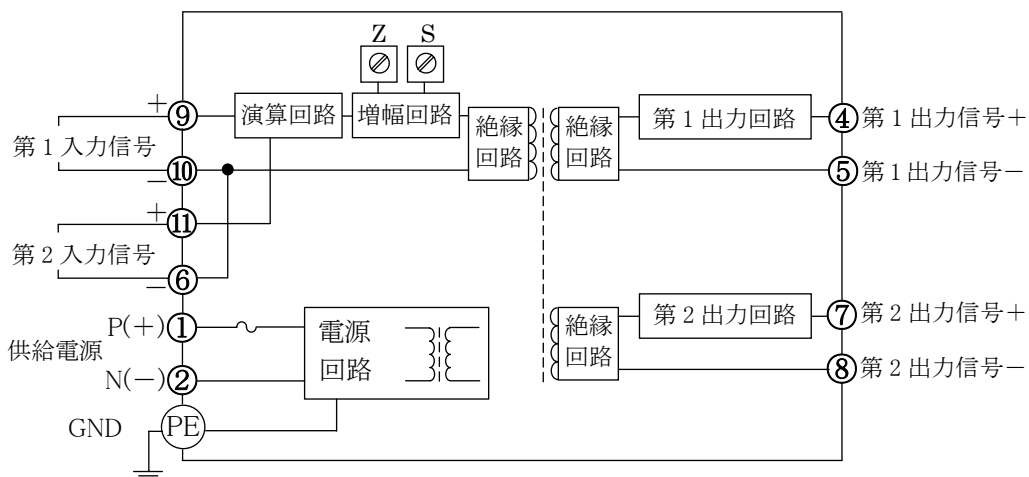 Z S
+
⑨ 演算回路 増幅回路 絶縁回路 絶縁回路 第1出力回路 ④ 第1出力信号+
第1入力信号
⑩ ⑤ 第1出力信号−
−
+
⑪
第2入力信号
⑥
−
P(+) ① 電源回路 絶縁回路 第2出力回路 ⑦ 第2出力信号+
供給電源
N(−) ② ⑧ 第2出力信号−
GND PE